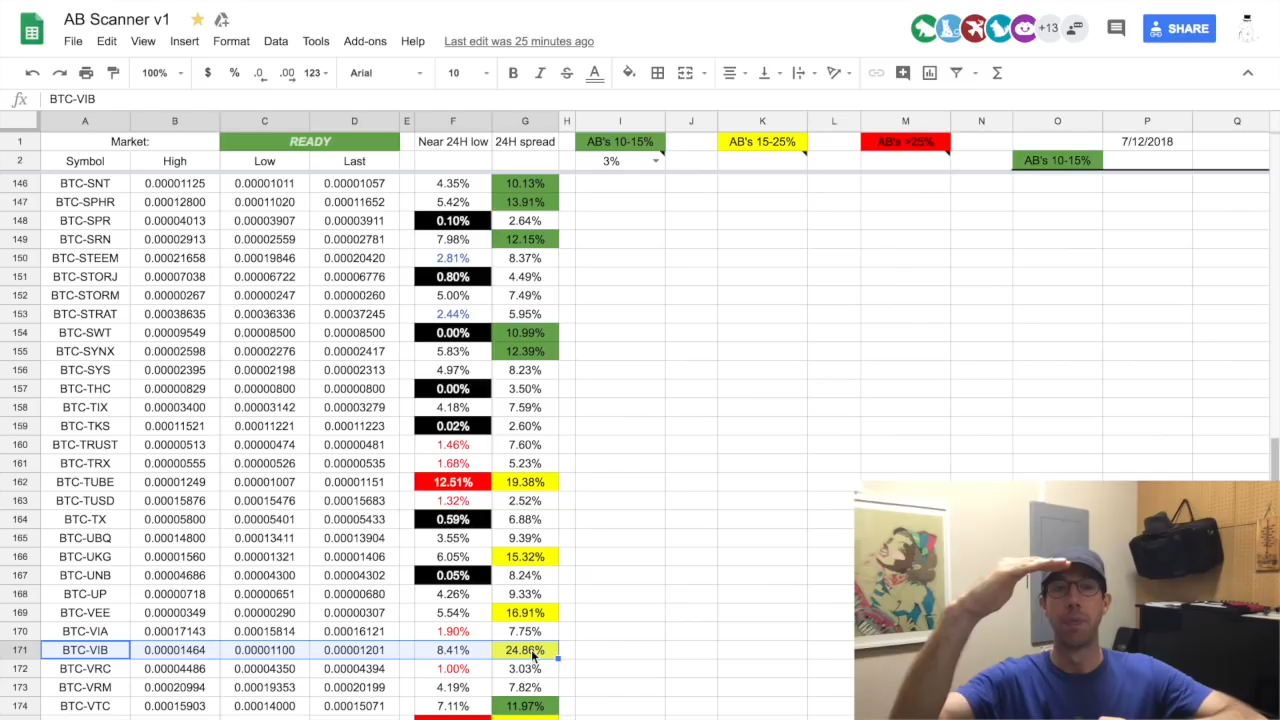 AB Scanner v1
File Edit View Insert Format Data Tools Add-ons Help Last edit was 25 minutes ago
+13
SHARE
100% $ % .0 .00 123 Arial 10 B I S A
fx BTC-VIB
A B C D E F G H I J K L M N O P Q
1 Market: READY Near 24H low 24H spread AB's 10-15% AB's 15-25% AB's >25% 7/12/2018
2 Symbol High Low Last 3% AB's 10-15%
146 BTC-SNT 0.00001125 0.00001011 0.00001057 4.35% 10.13%
147 BTC-SPHR 0.00012800 0.00011020 0.00011652 5.42% 13.91%
148 BTC-SPR 0.00004013 0.00003907 0.00003911 0.10% 2.64%
149 BTC-SRN 0.00002913 0.00002559 0.00002781 7.98% 12.15%
150 BTC-STEEM 0.00021658 0.00019846 0.00020420 2.81% 8.37%
151 BTC-STORJ 0.00007038 0.00006722 0.00006776 0.80% 4.49%
152 BTC-STORM 0.00000267 0.00000247 0.00000260 5.00% 7.49%
153 BTC-STRAT 0.00038635 0.00036336 0.00037245 2.44% 5.95%
154 BTC-SWT 0.00009549 0.00008500 0.00008500 0.00% 10.99%
155 BTC-SYNX 0.00002598 0.00002276 0.00002417 5.83% 12.39%
156 BTC-SYS 0.00002395 0.00002198 0.00002313 4.97% 8.23%
157 BTC-THC 0.00000829 0.00000800 0.00000800 0.00% 3.50%
158 BTC-TIX 0.00003400 0.00003142 0.00003279 4.18% 7.59%
159 BTC-TKS 0.00011521 0.00011221 0.00011223 0.02% 2.60%
160 BTC-TRUST 0.00000513 0.00000474 0.00000481 1.46% 7.60%
161 BTC-TRX 0.00000555 0.00000526 0.00000535 1.68% 5.23%
162 BTC-TUBE 0.00001249 0.00001007 0.00001151 12.51% 19.38%
163 BTC-TUSD 0.00015876 0.00015476 0.00015683 1.32% 2.52%
164 BTC-TX 0.00005800 0.00005401 0.00005433 0.59% 6.88%
165 BTC-UBQ 0.00014800 0.00013411 0.00013904 3.55% 9.39%
166 BTC-UKG 0.00001560 0.00001321 0.00001406 6.05% 15.32%
167 BTC-UNB 0.00004686 0.00004300 0.00004302 0.05% 8.24%
168 BTC-UP 0.00000718 0.00000651 0.00000680 4.26% 9.33%
169 BTC-VEE 0.00000349 0.00000290 0.00000307 5.54% 16.91%
170 BTC-VIA 0.00017143 0.00015814 0.00016121 1.90% 7.75%
171 BTC-VIB 0.00001464 0.00001100 0.00001201 8.41% 24.86%
172 BTC-VRC 0.00004486 0.00004350 0.00004394 1.00% 3.03%
173 BTC-VRM 0.00020994 0.00019353 0.00020199 4.19% 7.82%
174 BTC-VTC 0.00015903 0.00014000 0.00015071 7.11% 11.97%